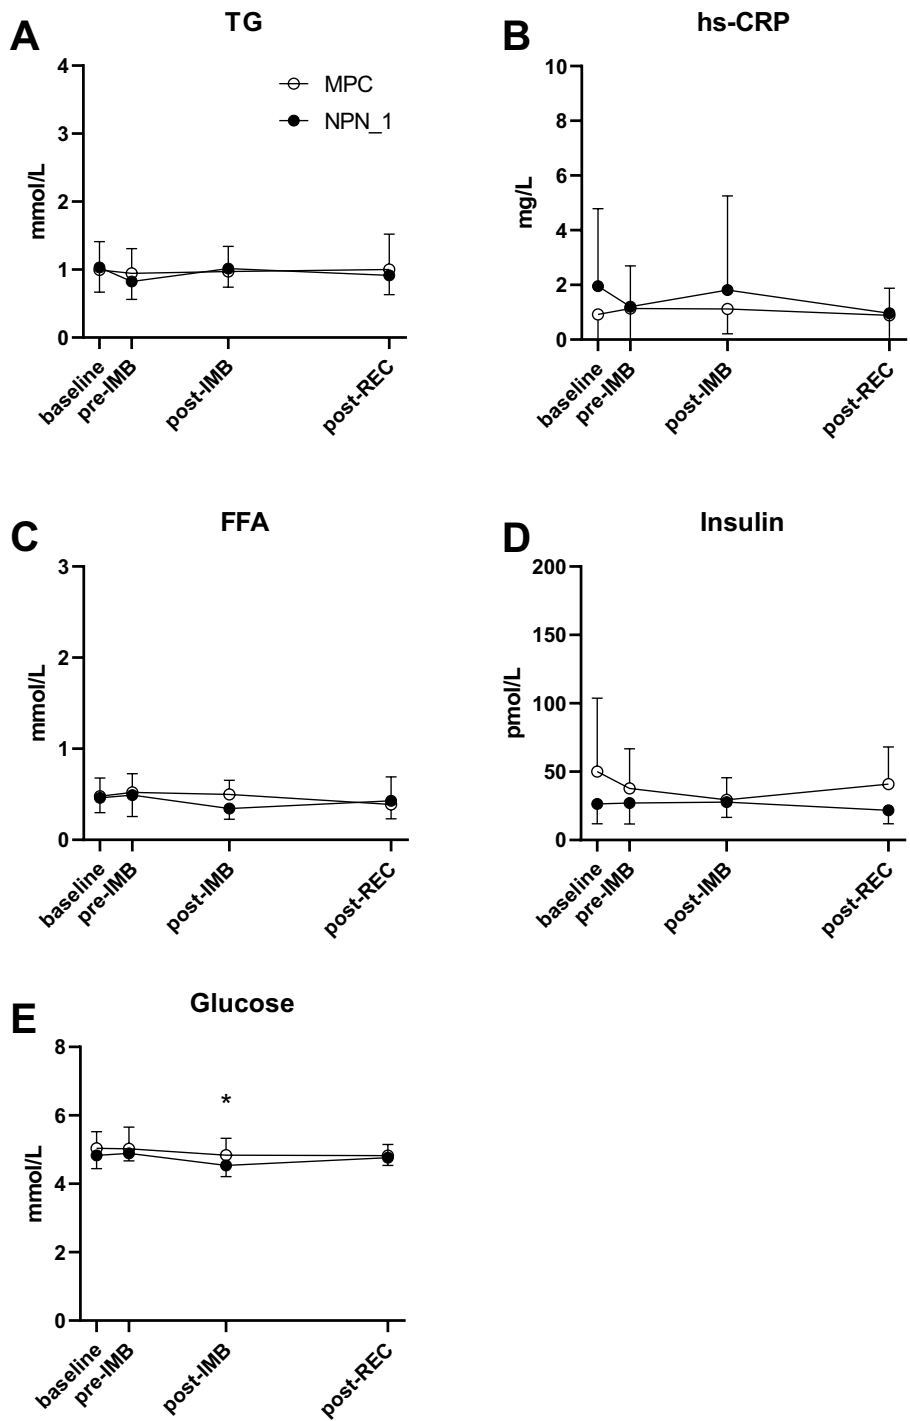 A
TG
4
3
2
1
0
mmol/L
MPC
NPN_1
baseline
pre-IMB
post-IMB
post-REC
B
hs-CRP
10
8
6
4
2
0
mg/L
baseline
pre-IMB
post-IMB
post-REC
C
FFA
3
2
1
0
mmol/L
baseline
pre-IMB
post-IMB
post-REC
D
Insulin
200
150
100
50
0
pmol/L
baseline
pre-IMB
post-IMB
post-REC
E
Glucose
8
6
4
2
0
mmol/L
*
baseline
pre-IMB
post-IMB
post-REC